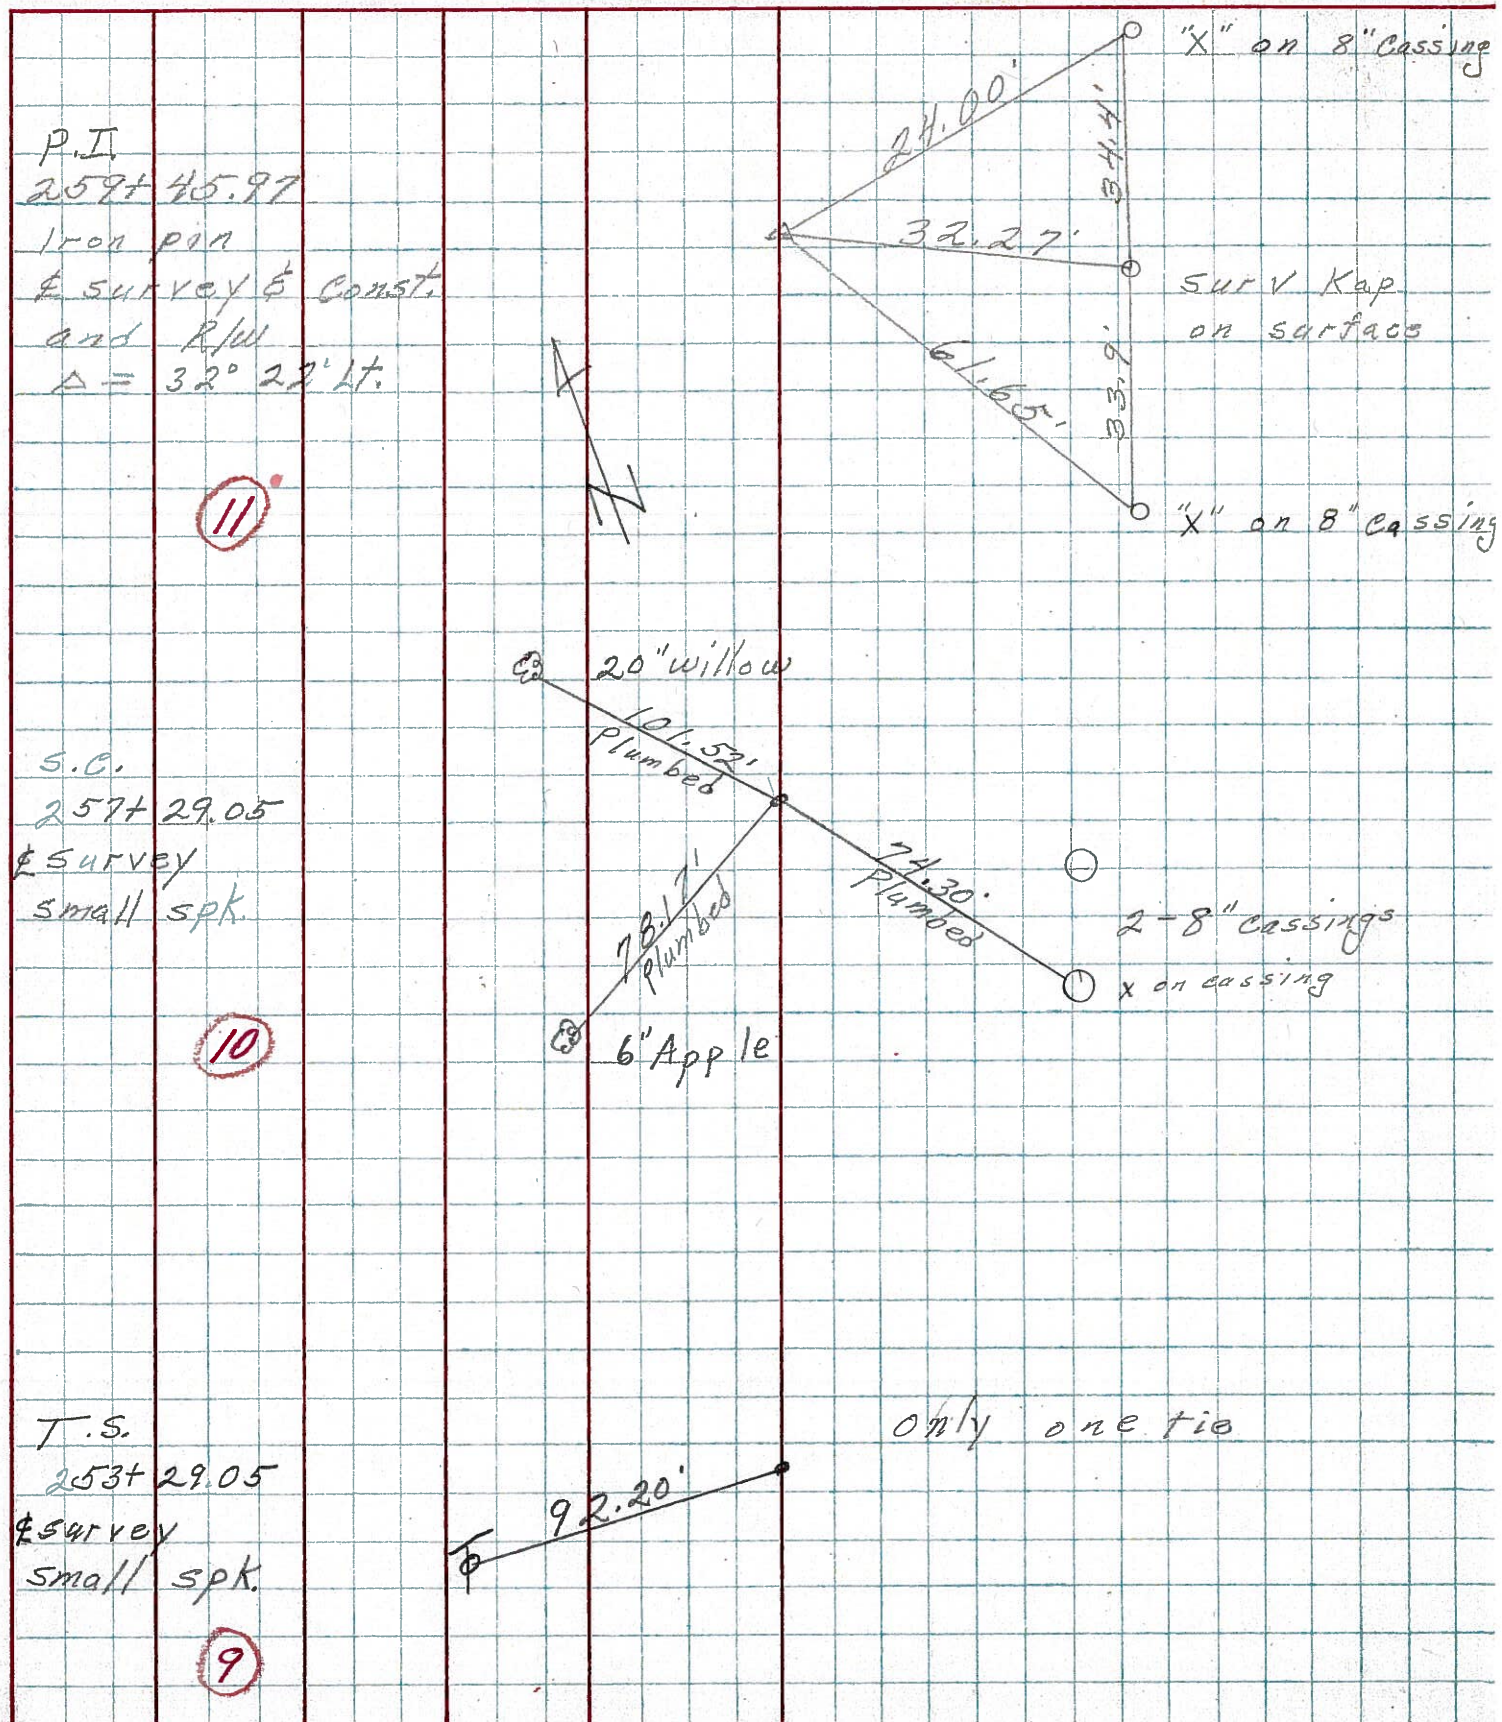 "X" on 8" Cassing
24.00'
34.4'
P.I.
259+45.97
Iron pin
℄ survey & Const.
and R/W
Δ = 32° 22' Lt.
32.27'
Surv Kap
on surface
61.65'
33.9'
N
11
"X" on 8" Cassing
20" Willow
101.52'
Plumbed
S.C.
257+29.05
℄ survey
small spk.
74.30'
Plumbed
78.17'
Plumbed
2-8" cassings
x on cassing
10
6" Apple
T.S.
253+29.05
℄ survey
small spk.
only one tie
92.20'
9